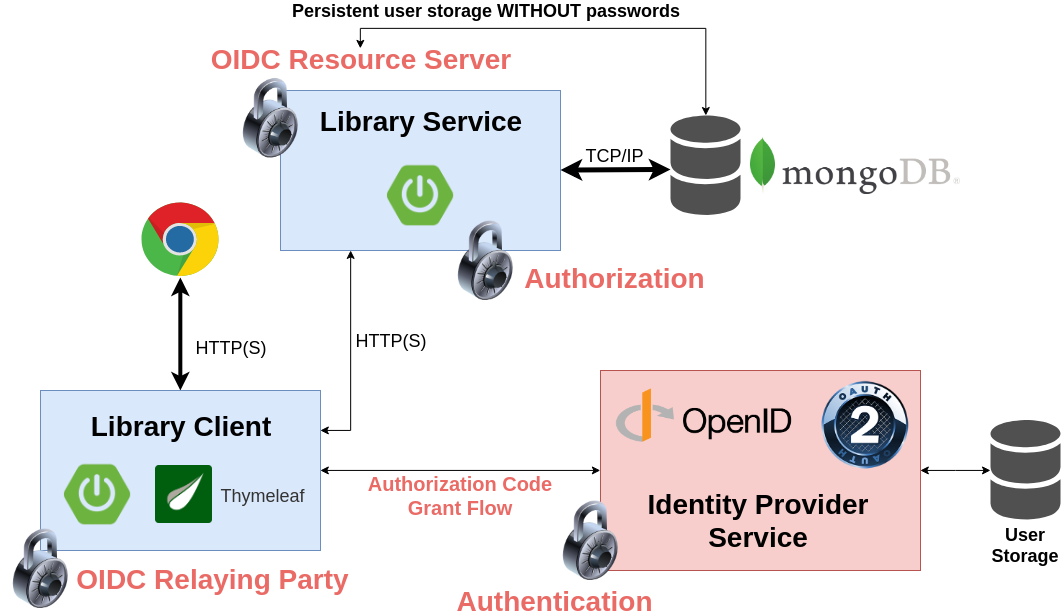 Persistent user storage WITHOUT passwords
OIDC Resource Server
Library Service
TCP/IP
mongoDB®
Authorization
HTTP(S)
HTTP(S)
Library Client
Thymeleaf
OIDC Relaying Party
Authorization Code
Grant Flow
OpenID
OAUTH
2
OAUTH
Identity Provider
Service
Authentication
User
Storage